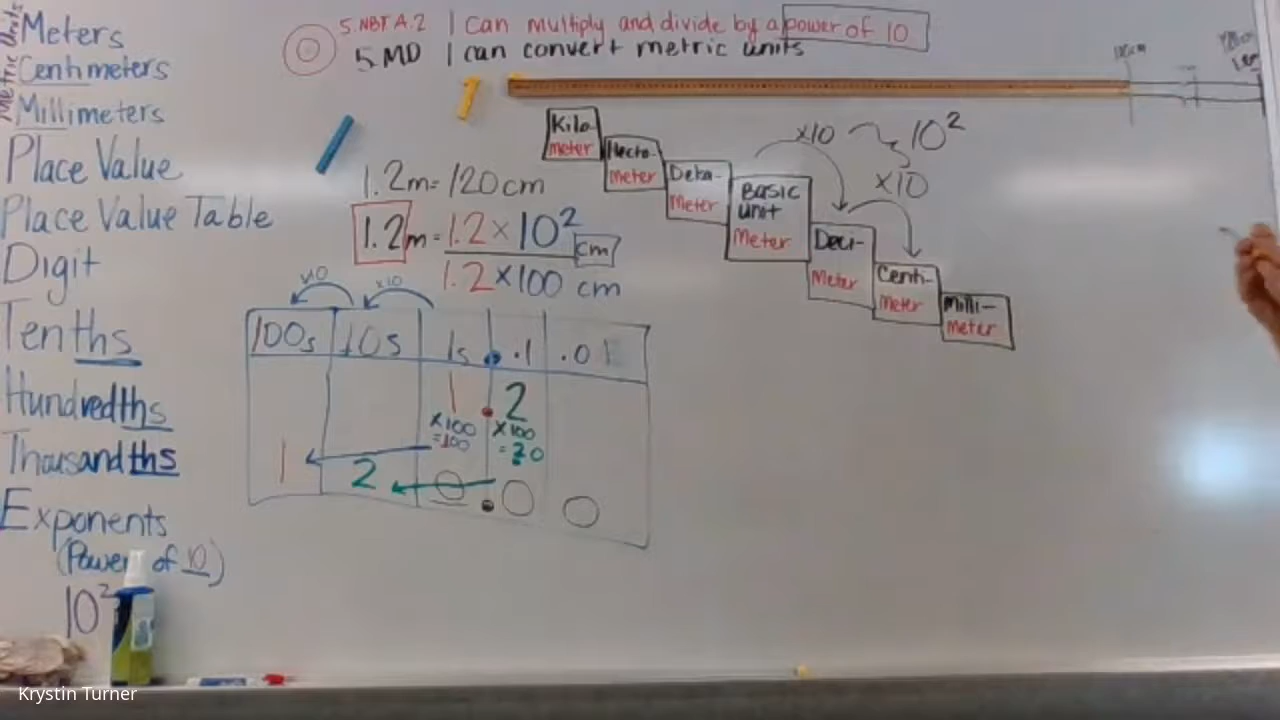 Metric Units
Meters
Centimeters
Millimeters
Place Value
Place Value Table
Digit
Tenths
Hundredths
Thousandths
Exponents
(Power of 10)
10²
5.NBT.A.2 I Can multiply and divide by a power of 10
5.MD I can convert metric units
1.2m = 120cm
1.2m = 1.2 × 10² cm
1.2 × 100 cm
×10 ×10
100s 10s 1s . .1 .01
1 . 2
×100 ×100
=100 = 20
1 2 0 . 0 0
Kilo-
meter
Hecto-
meter
Deka-
Meter
Basic
unit
Meter
Deci-
Meter
Centi-
Meter
Milli-
meter
×10 10²
×10
Krystin Turner